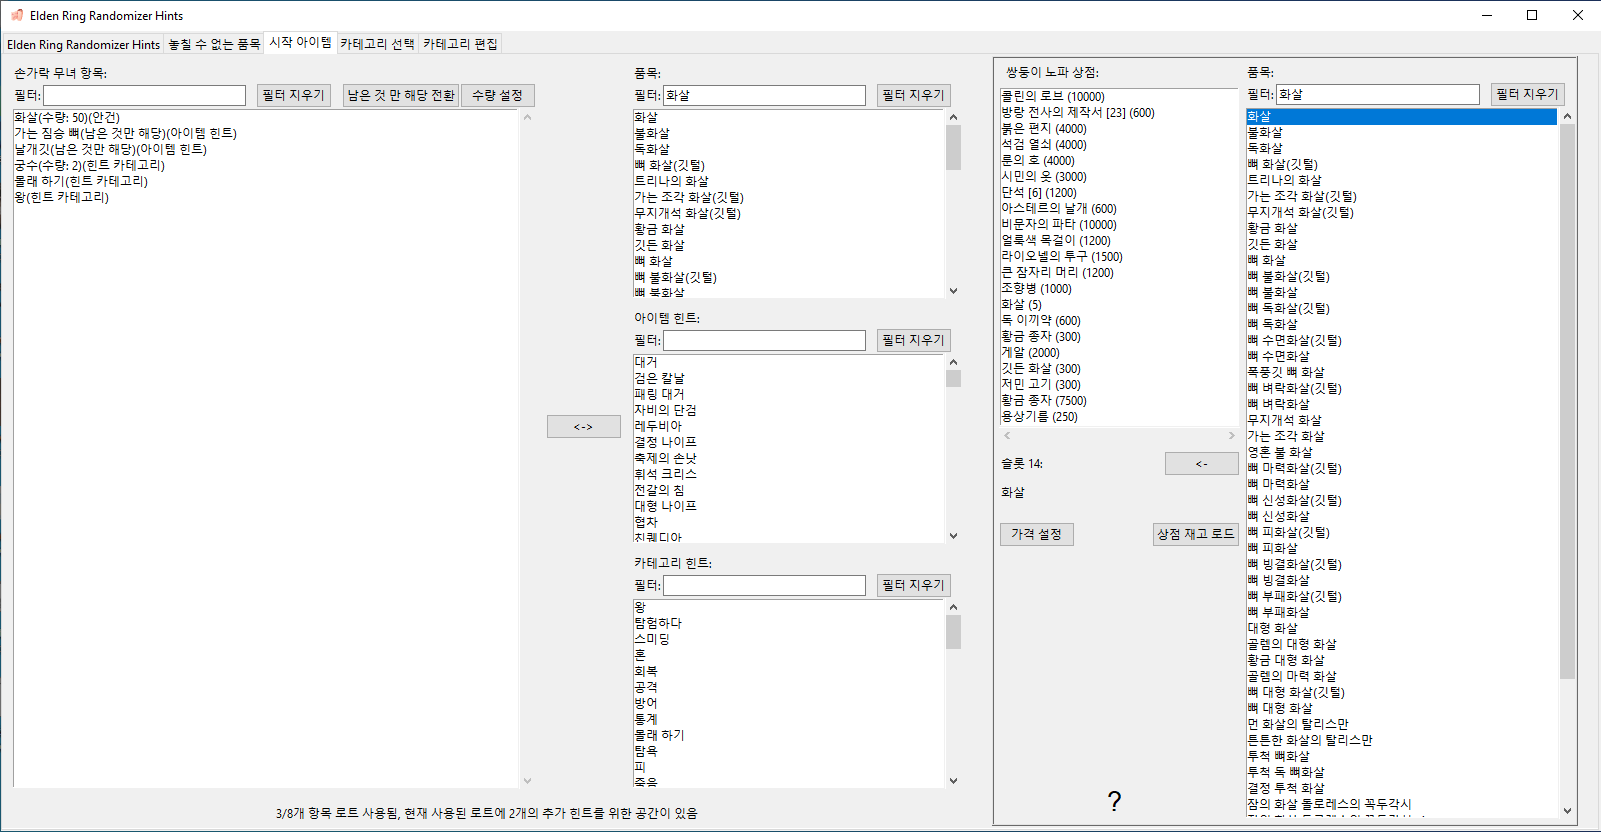 Elden Ring Randomizer Hints
Elden Ring Randomizer Hints
놓칠 수 없는 품목
시작 아이템
카테고리 선택
카테고리 편집
손가락 무녀 항목:
필터:
필터 지우기
남은 것 만 해당 전환
수량 설정
화살(수량: 50)(안건)
가는 짐승 뼈(남은 것만 해당)(아이템 힌트)
날개깃(남은 것만 해당)(아이템 힌트)
궁수(수량: 2)(힌트 카테고리)
몰래 하기(힌트 카테고리)
왕(힌트 카테고리)
<->
품목:
필터: 화살
필터 지우기
화살
불화살
독화살
뼈 화살(깃털)
트리나의 화살
가는 조각 화살(깃털)
무지개석 화살(깃털)
황금 화살
깃든 화살
뼈 화살
뼈 불화살(깃털)
뼈 불화살
아이템 힌트:
필터:
필터 지우기
대거
검은 칼날
패링 대거
자비의 단검
레두비아
결정 나이프
축제의 손낫
휘석 크리스
전갈의 침
대형 나이프
협차
친퀘디아
카테고리 힌트:
필터:
필터 지우기
왕
탐험하다
스미딩
혼
회복
공격
방어
통계
몰래 하기
탐욕
피
죽음
3/8개 항목 로트 사용됨, 현재 사용된 로트에 2개의 추가 힌트를 위한 공간이 있음
쌍둥이 노파 상점:
콜린의 로브 (10000)
방랑 전사의 제작서 [23] (600)
붉은 편지 (4000)
석검 열쇠 (4000)
룬의 호 (4000)
시민의 옷 (3000)
단석 [6] (1200)
아스테르의 날개 (600)
비문자의 파타 (10000)
얼룩색 목걸이 (1200)
라이오넬의 투구 (1500)
큰 잠자리 머리 (1200)
조향병 (1000)
화살 (5)
독 이끼약 (600)
황금 종자 (300)
게알 (2000)
깃든 화살 (300)
저민 고기 (300)
황금 종자 (7500)
용상기름 (250)
슬롯 14:
<-
화살
가격 설정
상점 재고 로드
?
품목:
필터: 화살
필터 지우기
화살
불화살
독화살
뼈 화살(깃털)
트리나의 화살
가는 조각 화살(깃털)
무지개석 화살(깃털)
황금 화살
깃든 화살
뼈 화살
뼈 불화살(깃털)
뼈 불화살
뼈 독화살(깃털)
뼈 독화살
뼈 수면화살(깃털)
뼈 수면화살
폭풍깃 뼈 화살
뼈 벼락화살(깃털)
뼈 벼락화살
무지개석 화살
가는 조각 화살
영혼 불 화살
뼈 마력화살(깃털)
뼈 마력화살
뼈 신성화살(깃털)
뼈 신성화살
뼈 피화살(깃털)
뼈 피화살
뼈 빙결화살(깃털)
뼈 빙결화살
뼈 부패화살(깃털)
뼈 부패화살
대형 화살
골렘의 대형 화살
황금 대형 화살
골렘의 마력 화살
뼈 대형 화살(깃털)
뼈 대형 화살
먼 화살의 탈리스만
튼튼한 화살의 탈리스만
투척 뼈화살
투척 독 뼈화살
결정 투척 화살
잠의 화살 돌로레스의 꼭두각시